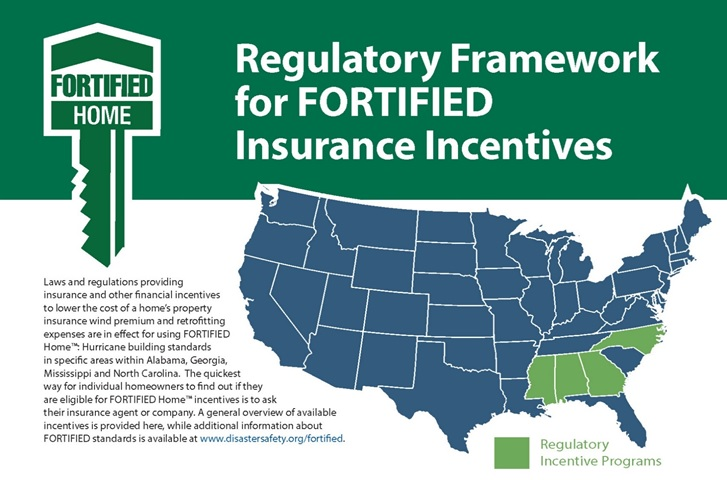 FORTIFIED
HOME
Regulatory Framework
for FORTIFIED
Insurance Incentives
Laws and regulations providing
insurance and other financial incentives
to lower the cost of a home's property
insurance wind premium and retrofitting
expenses are in effect for using FORTIFIED
Home™: Hurricane building standards
in specific areas within Alabama, Georgia,
Mississippi and North Carolina. The quickest
way for individual homeowners to find out if they
are eligible for FORTIFIED Home™ incentives is to ask
their insurance agent or company. A general overview of available
incentives is provided here, while additional information about
FORTIFIED standards is available at www.disastersafety.org/fortified.
Regulatory
Incentive Programs